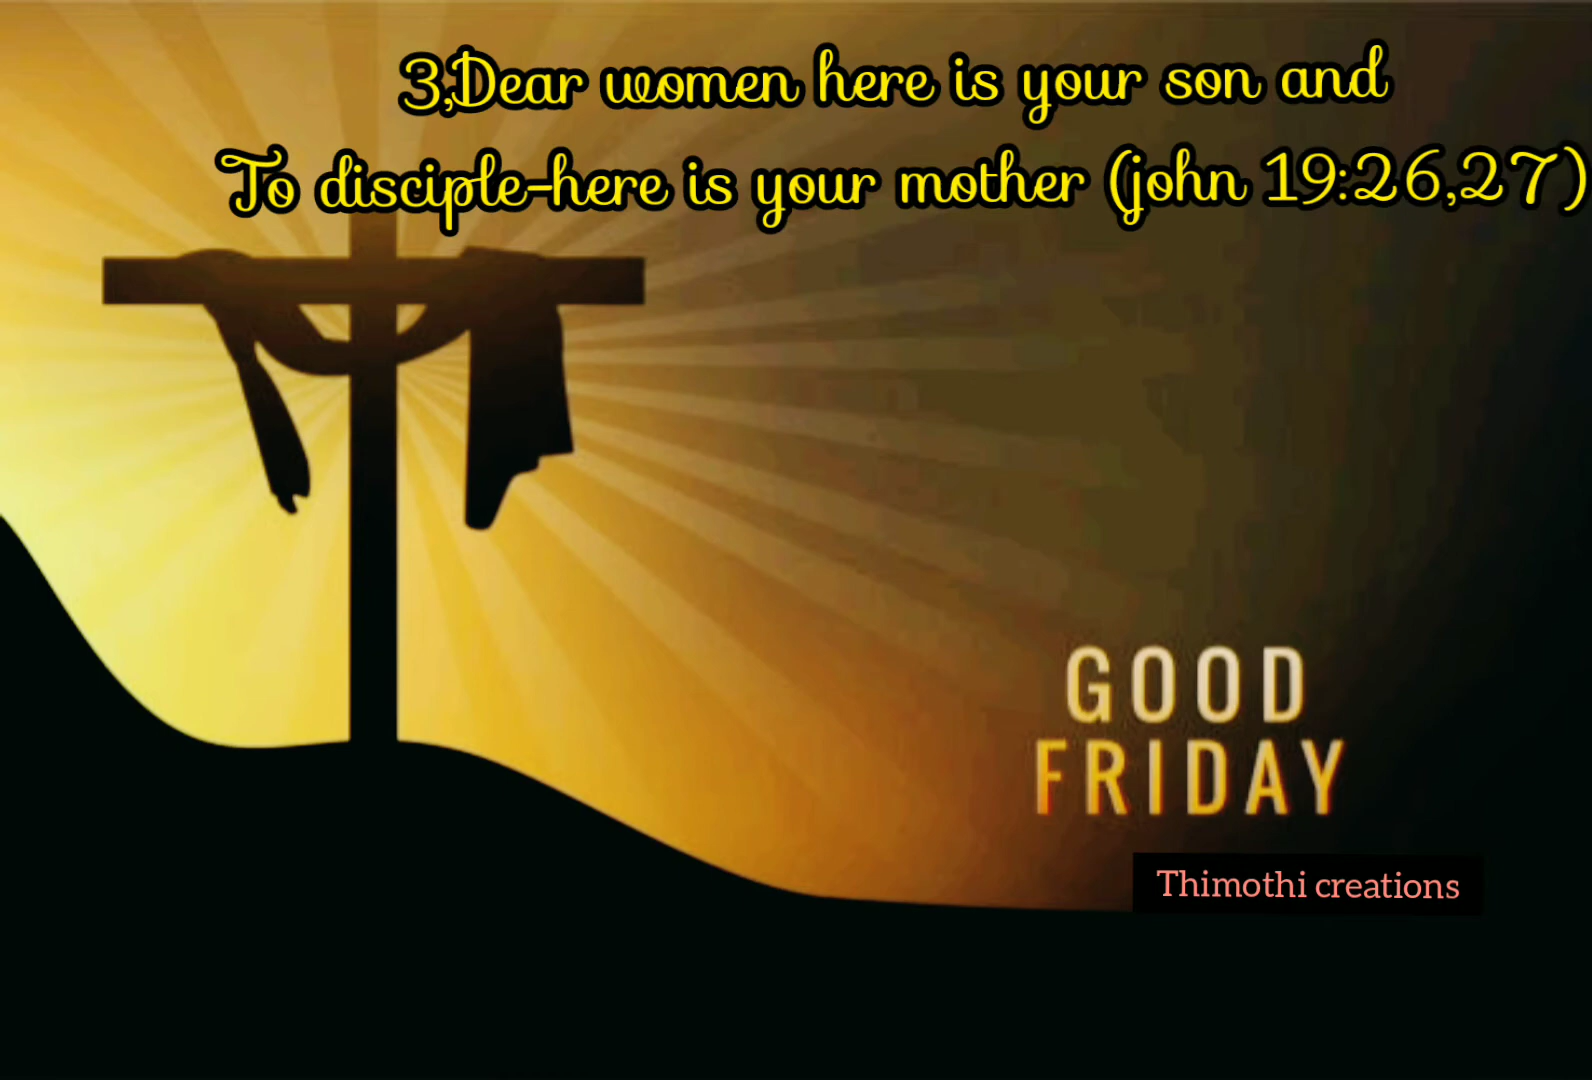 3,Dear women here is your son and
To disciple-here is your mother (john 19:26,27)
GOOD
FRIDAY
Thimothi creations